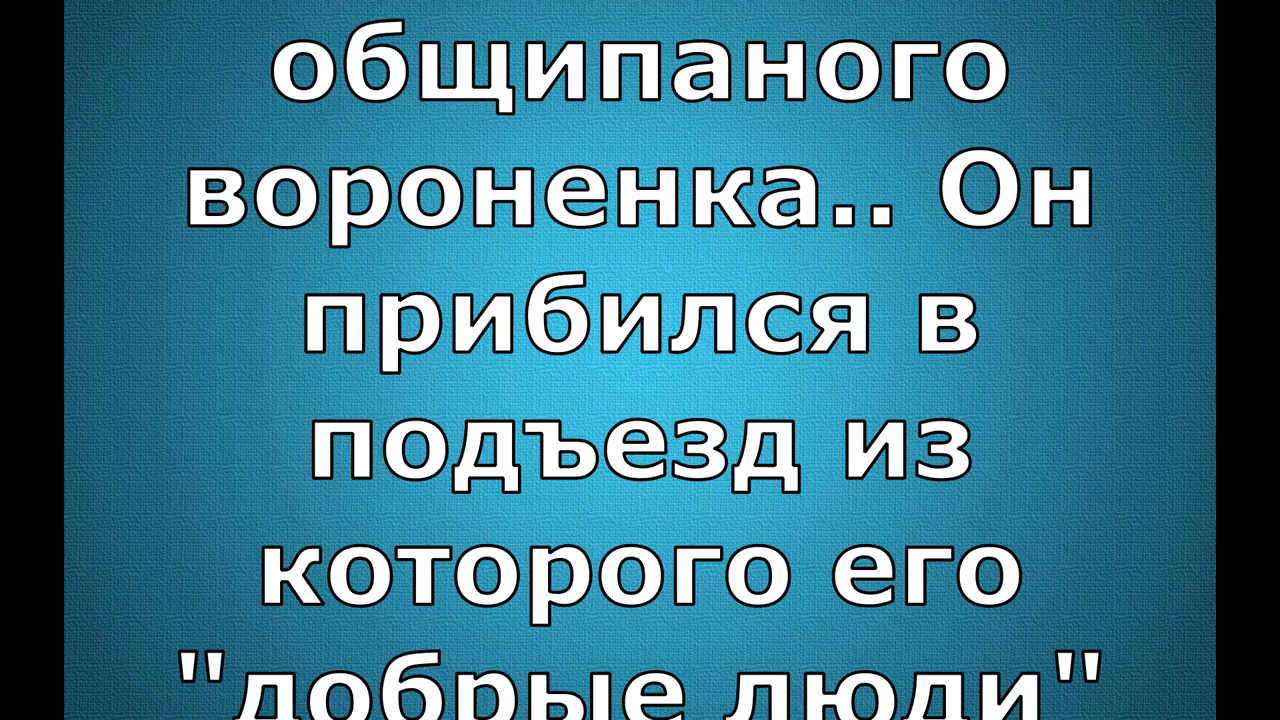 общипаного
вороненка.. Он
прибился в
подъезд из
которого его
"добрые люди"